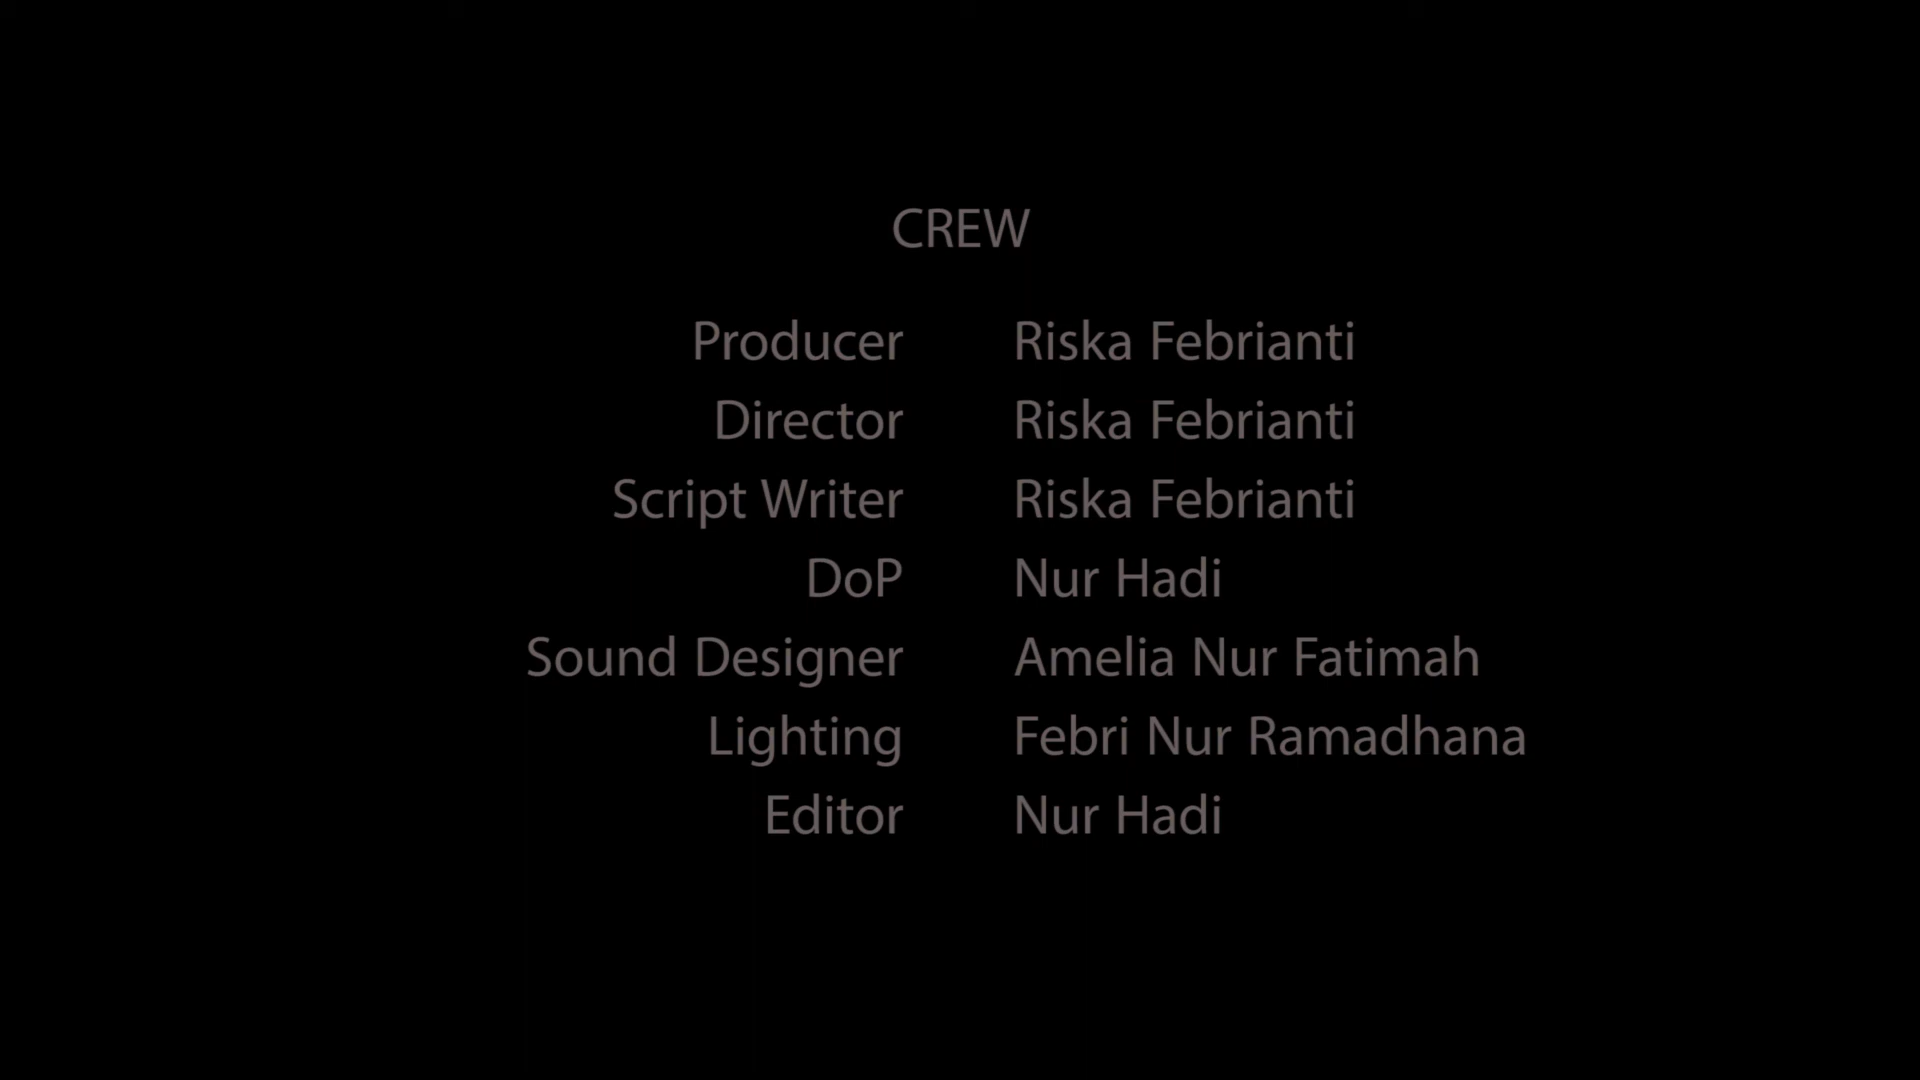 CREW
Producer Riska Febrianti
Director Riska Febrianti
Script Writer Riska Febrianti
DoP Nur Hadi
Sound Designer Amelia Nur Fatimah
Lighting Febri Nur Ramadhana
Editor Nur Hadi